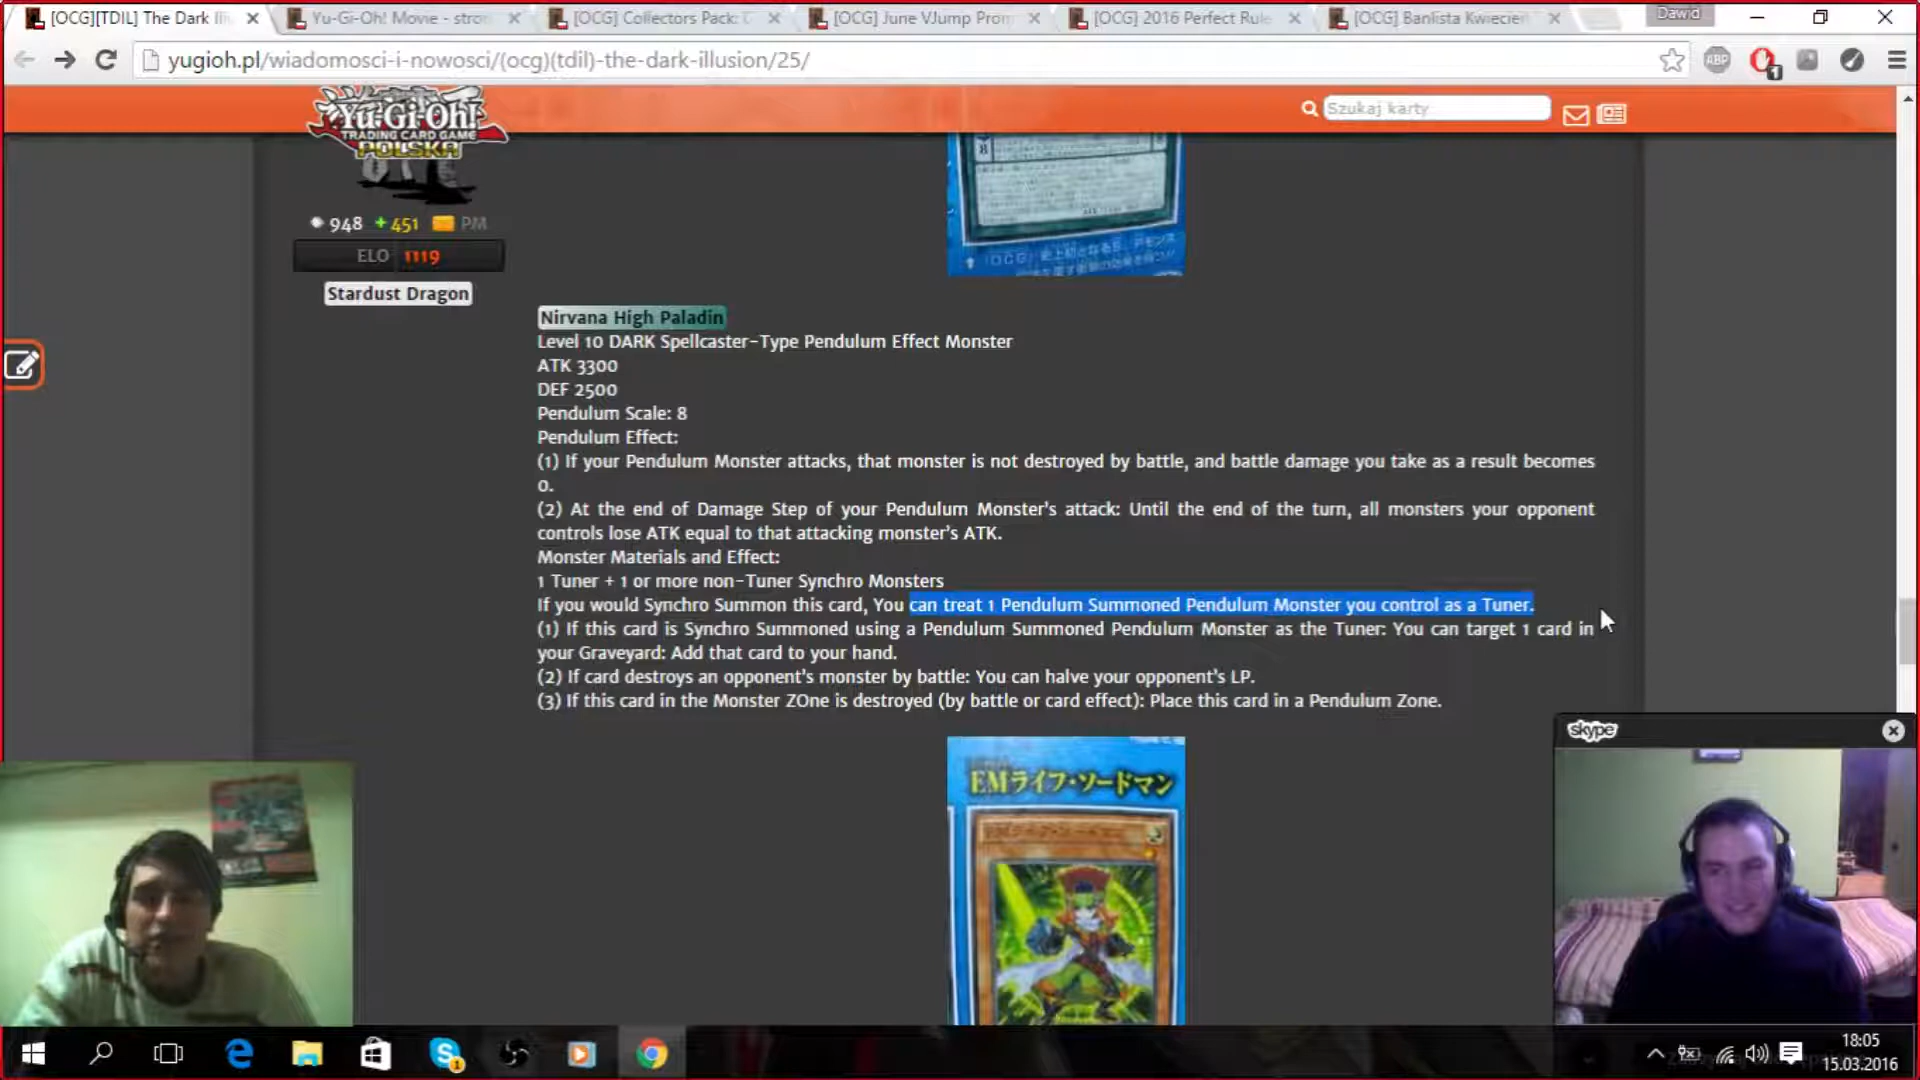 [OCG][TDIL] The Dark Ill
Yu-Gi-Oh! Movie - stron
[OCG] Collectors Pack: D
[OCG] June VJump Prom
[OCG] 2016 Perfect Rule
[OCG] Banlista Kwiecień
Dawid
yugioh.pl/wiadomosci-i-nowosci/(ocg)(tdil)-the-dark-illusion/25/
ABP
1
Yu-Gi-Oh!
TRADING CARD GAME
POLSKA
Szukaj karty
8
948 +451 PM
ELO 1119
Stardust Dragon
Nirvana High Paladin
Level 10 DARK Spellcaster-Type Pendulum Effect Monster
ATK 3300
DEF 2500
Pendulum Scale: 8
Pendulum Effect:
(1) If your Pendulum Monster attacks, that monster is not destroyed by battle, and battle damage you take as a result becomes
0.
(2) At the end of Damage Step of your Pendulum Monster's attack: Until the end of the turn, all monsters your opponent
controls lose ATK equal to that attacking monster's ATK.
Monster Materials and Effect:
1 Tuner + 1 or more non-Tuner Synchro Monsters
If you would Synchro Summon this card, You can treat 1 Pendulum Summoned Pendulum Monster you control as a Tuner.
(1) If this card is Synchro Summoned using a Pendulum Summoned Pendulum Monster as the Tuner: You can target 1 card in
your Graveyard: Add that card to your hand.
(2) If card destroys an opponent's monster by battle: You can halve your opponent's LP.
(3) If this card in the Monster ZOne is destroyed (by battle or card effect): Place this card in a Pendulum Zone.
skype
EMライフ・ソードマン
18:05
15.03.2016